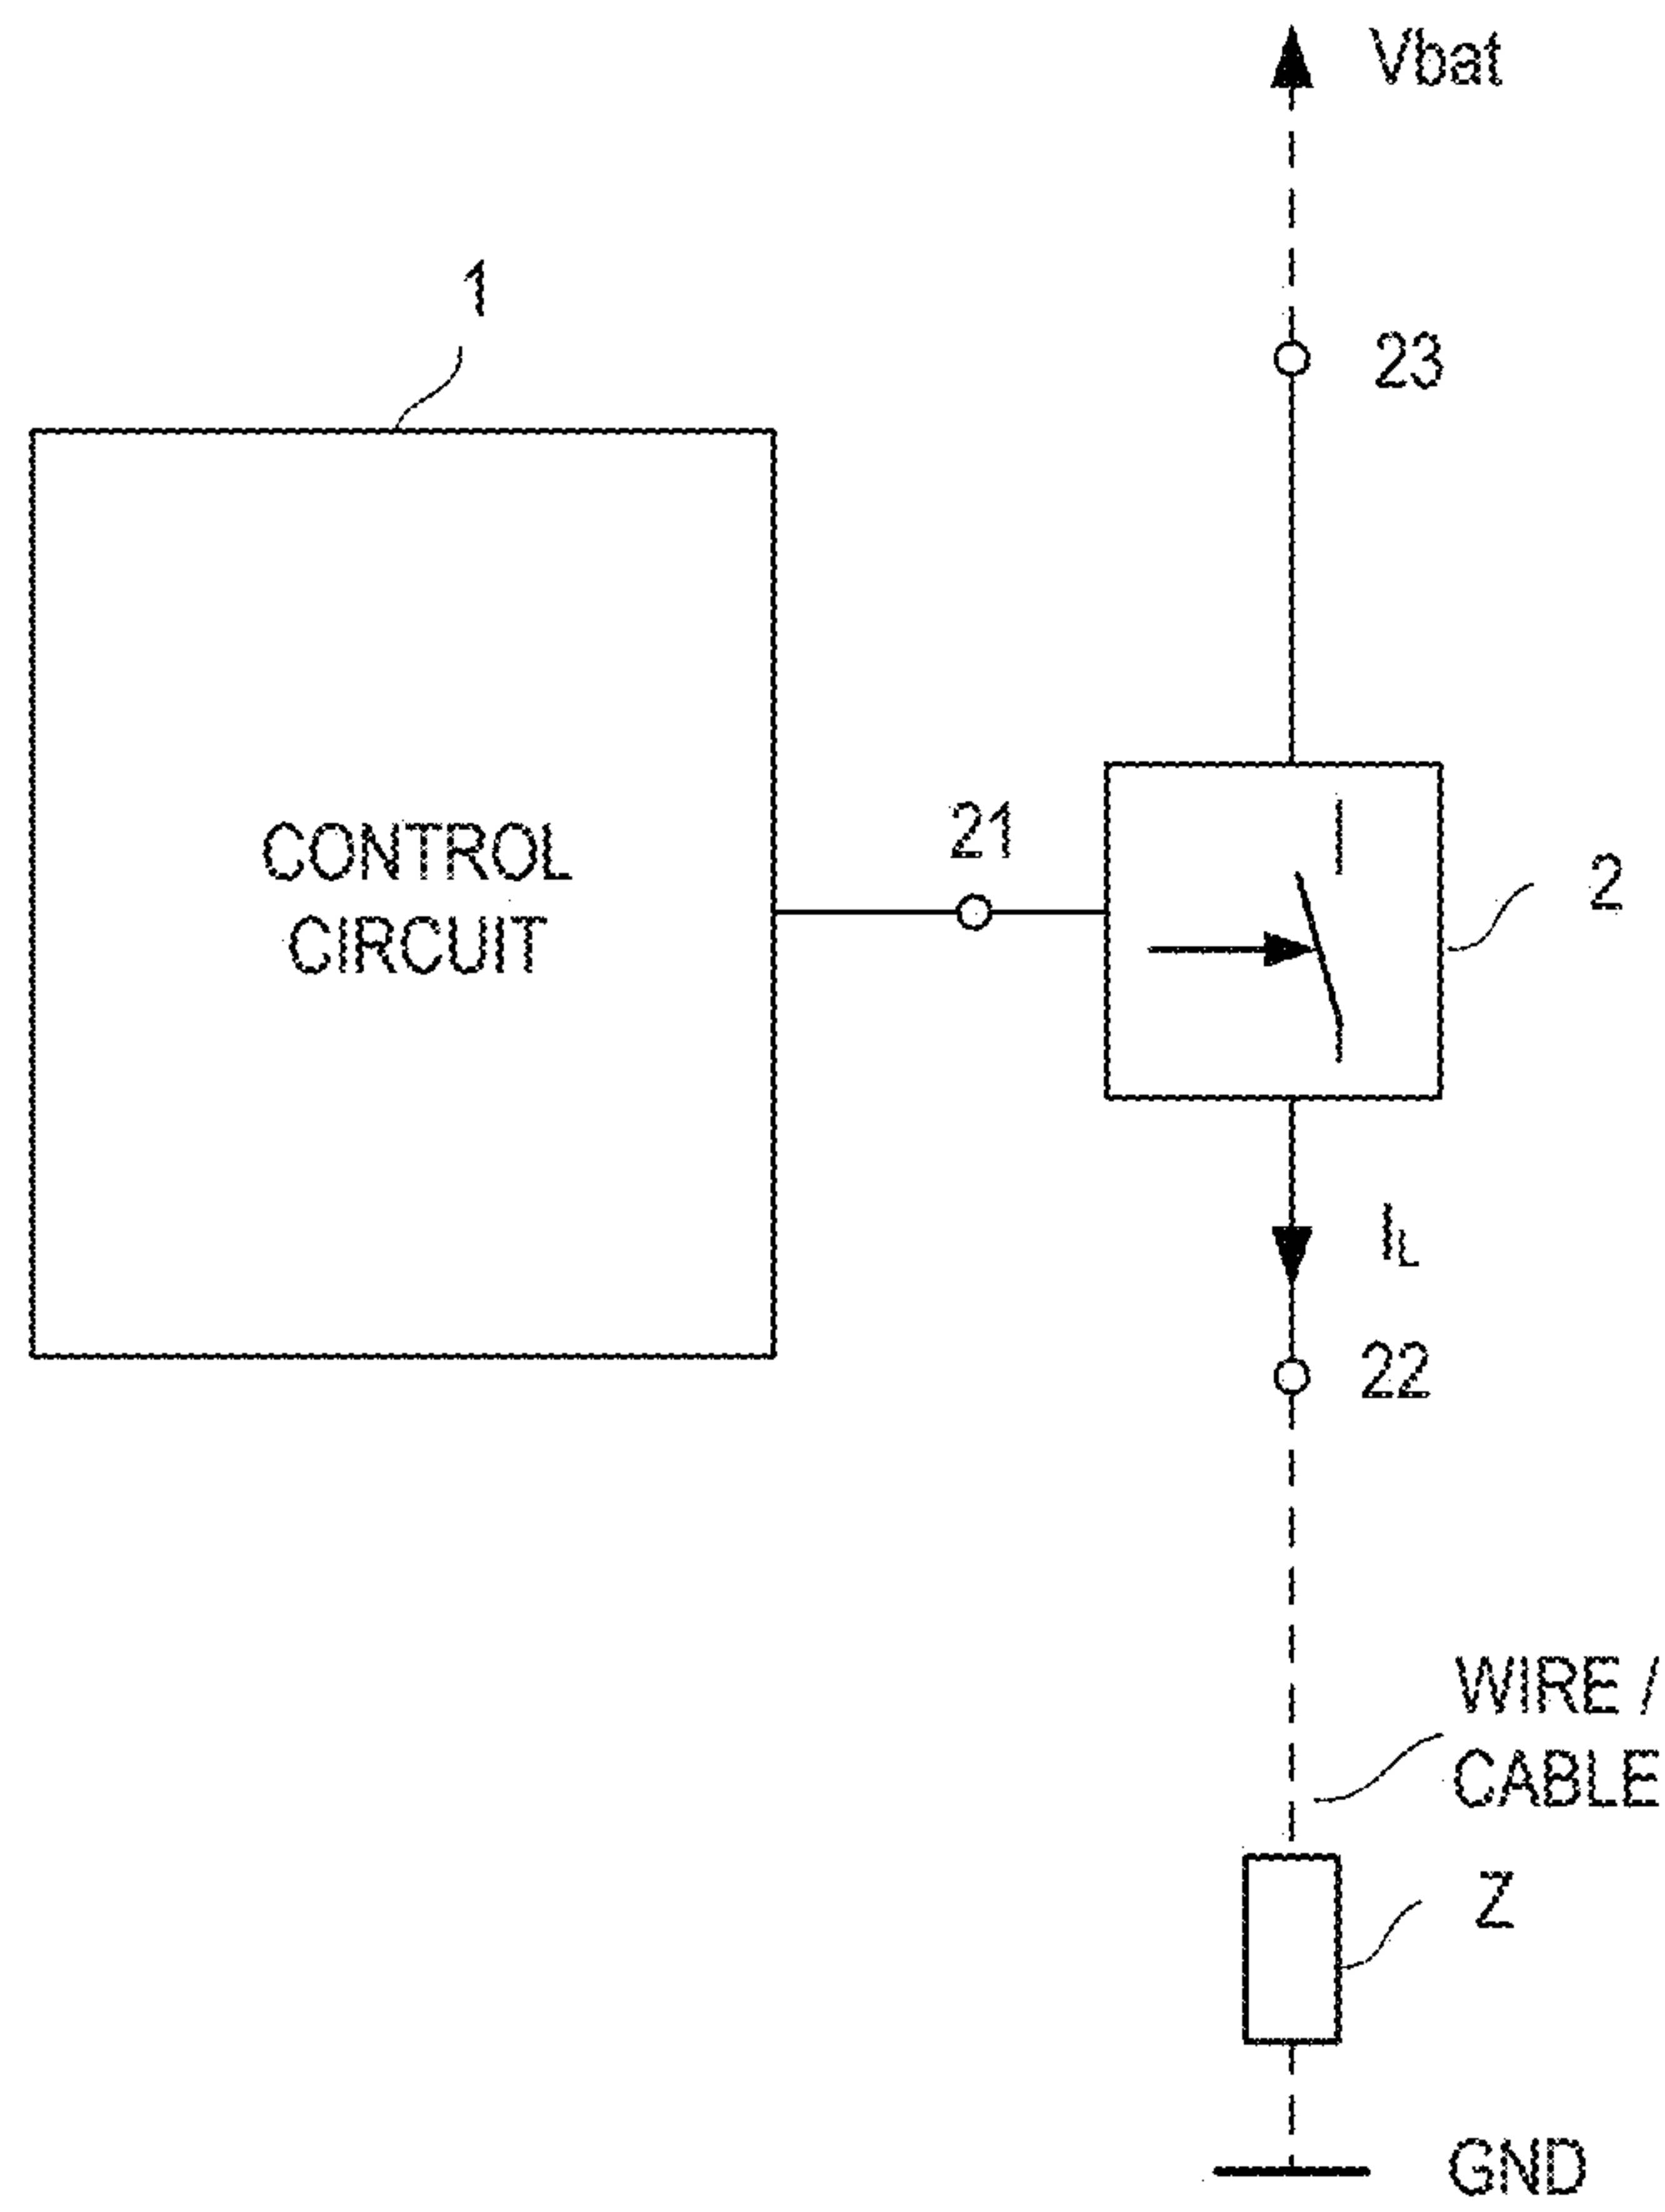 Vbat
1
23
21
CONTROL
CIRCUIT
2
IL
22
WIRE /
CABLE
Z
GND